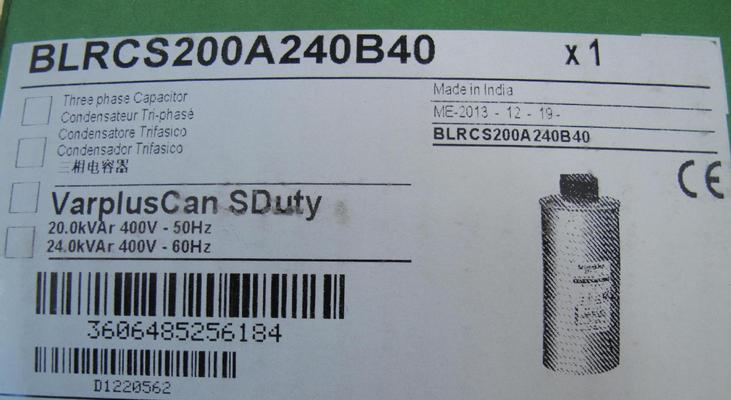 BLRCS200A240B40 x 1
Three phase Capacitor
Condensateur Tri-phasé
Condensatore Trifasico
Condensador Trifasico
三相电容器
Made in India
ME-2013 - 12 - 19-
BLRCS200A240B40
CE
VarplusCan SDuty
20.0kVAr 400V - 50Hz
24.0kVAr 400V - 60Hz
3606485256184
D1220562
Schneider